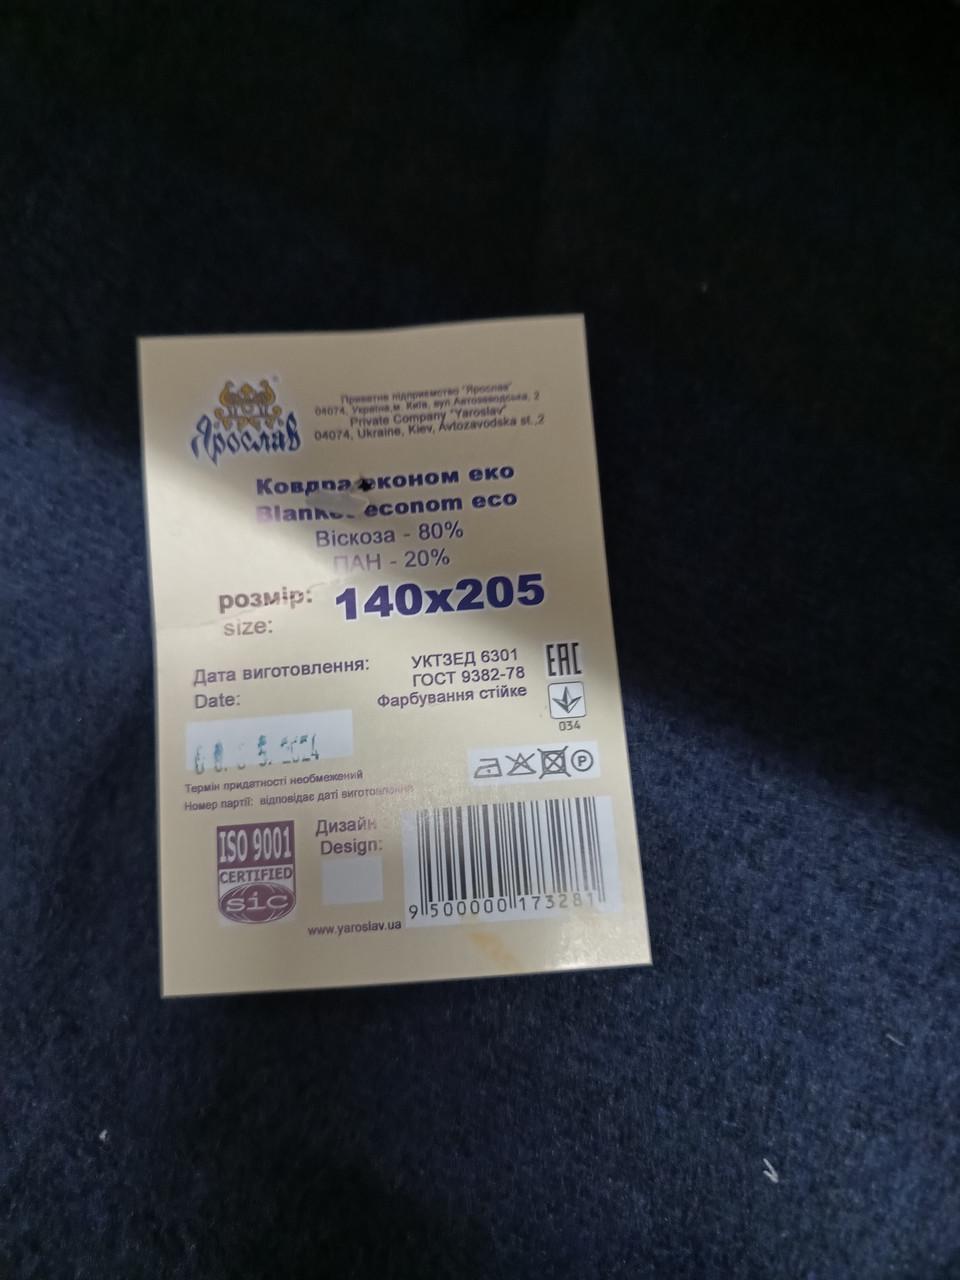 Ярослав
Приватне підприємство "Ярослав"
04074, Україна, м. Київ, вул. Автозаводська, 2
Private Company "Yaroslav"
04074, Ukraine, Kiev, Avtozavodska st.,2
Ковдра економ еко
Blanket econom eco
Віскоза - 80%
ПАН - 20%
розмір: 140x205
size:
Дата виготовлення:
Date:
УКТЗЕД 6301
ГОСТ 9382-78
Фарбування стійке
EAC
034
2024
Термін придатності необмежений
Номер партії: відповідає даті виготовлення
P
ISO 9001
CERTIFIED
sic
Дизайн
Design:
9 500000 173281
www.yaroslav.ua